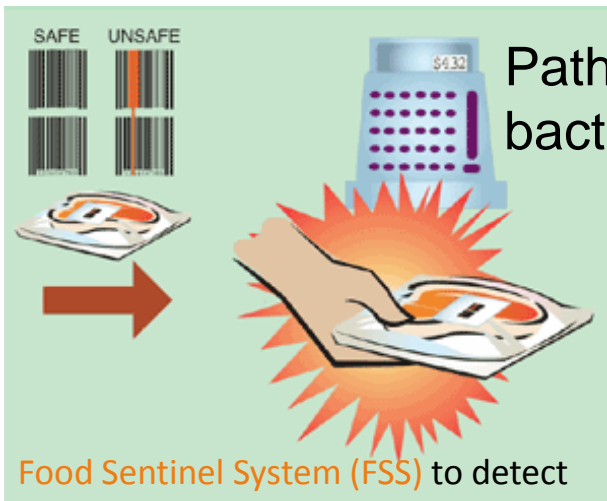 SAFE UNSAFE
$4.32
Path
bact
Food Sentinel System (FSS) to detect